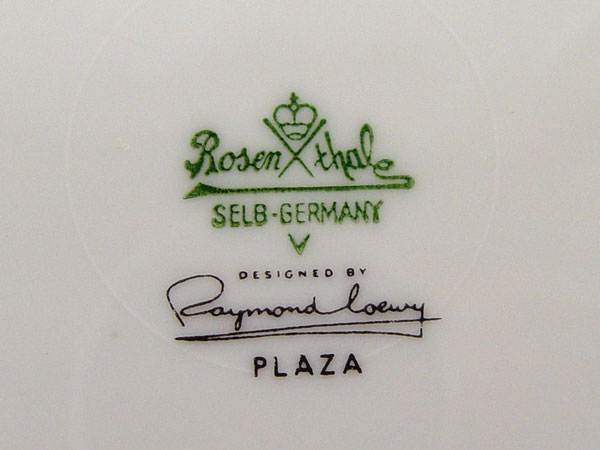 Rosenthal
SELB-GERMANY
DESIGNED BY
Raymond Loewy
PLAZA